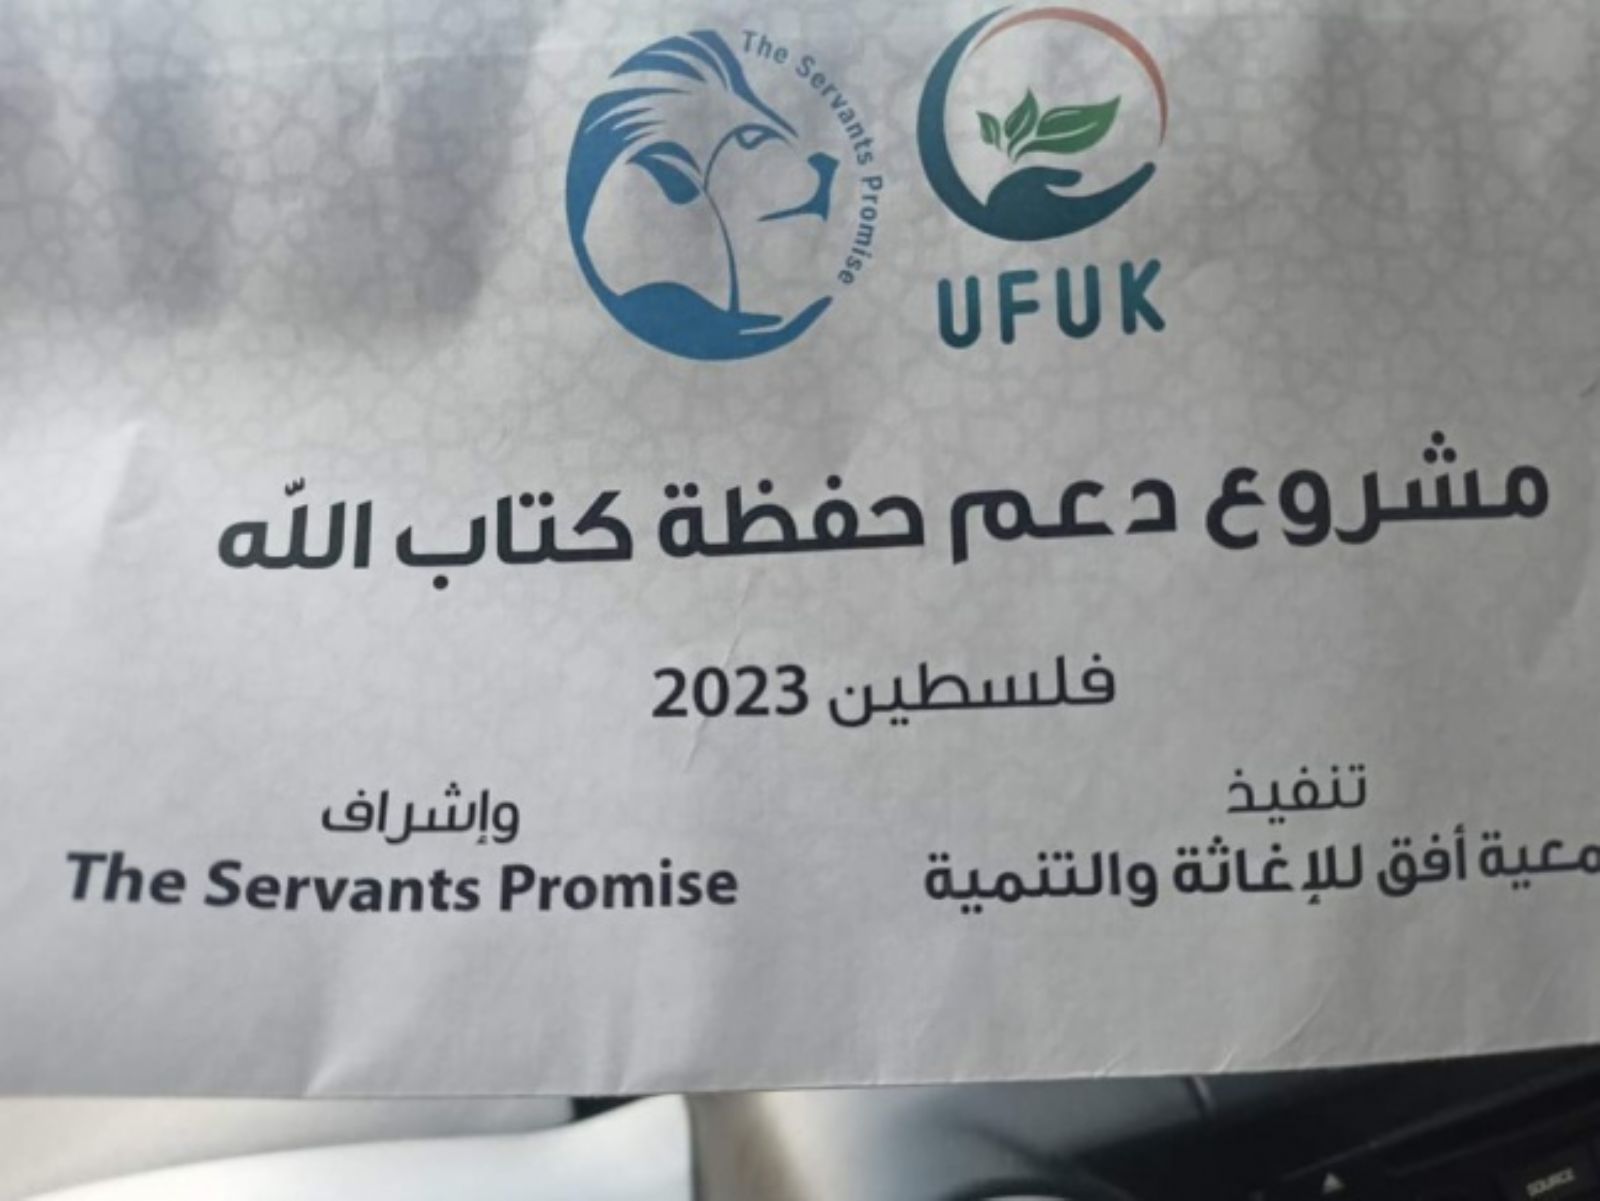 The Servants Promise
UFUK
مشروع دعم حفظة كتاب الله
فلسطين 2023
تنفيذ
معية أفق للإغاثة والتنمية
وإشراف
The Servants Promise
SOURCE